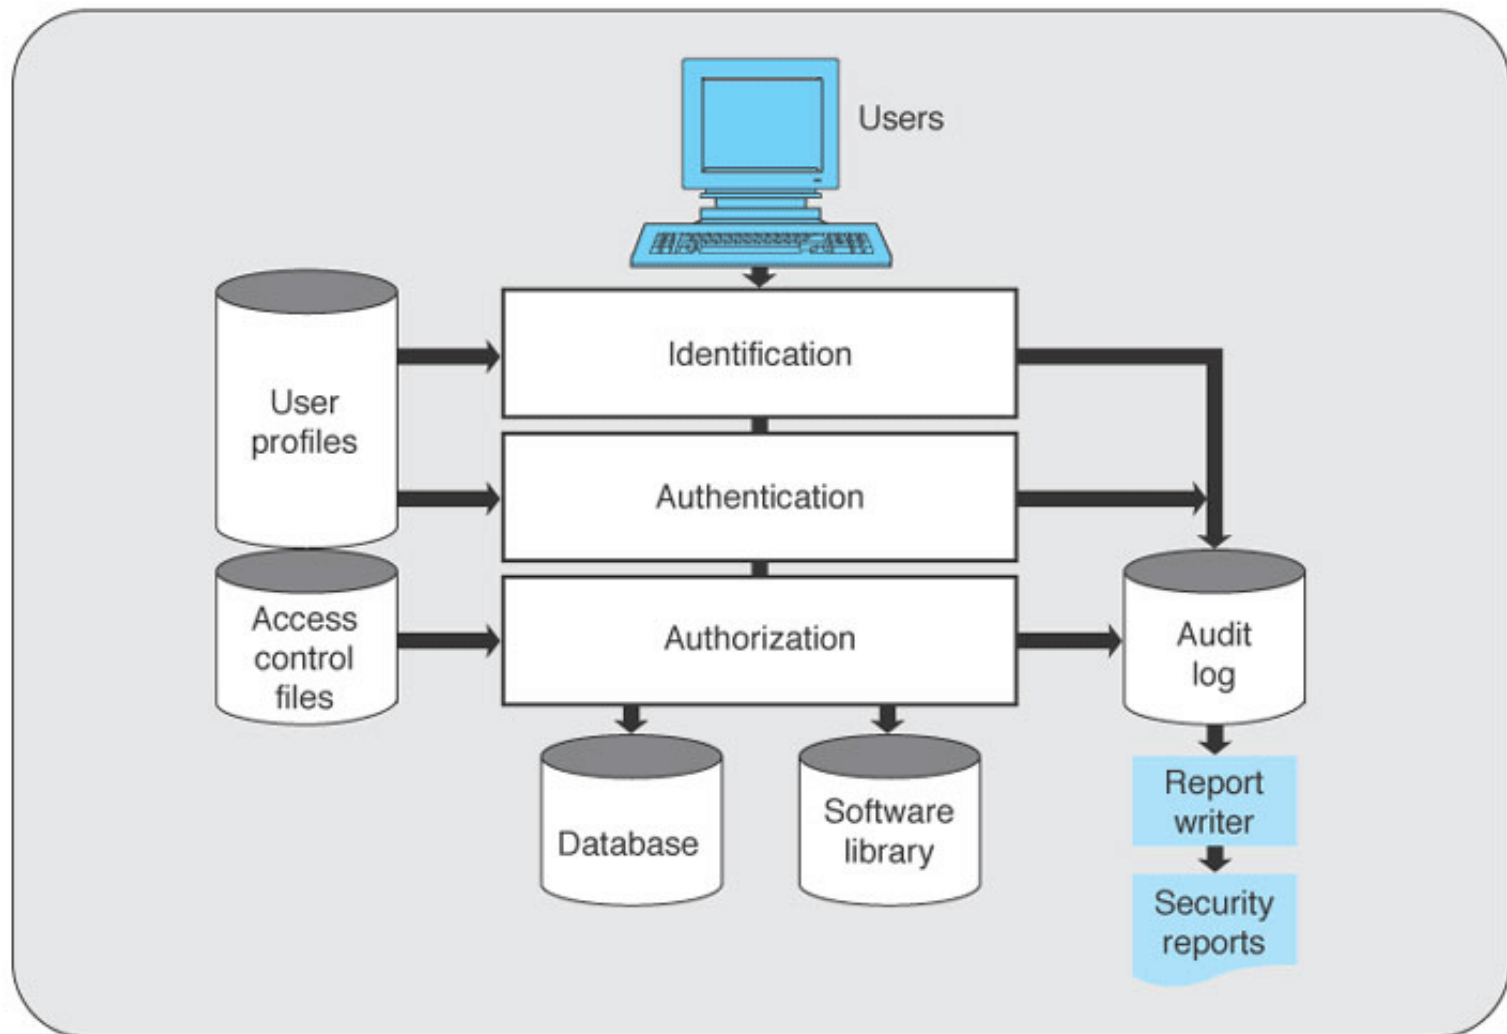 Users
Identification
User
profiles
Authentication
Access
control
files
Authorization
Audit
log
Database
Software
library
Report
writer
Security
reports